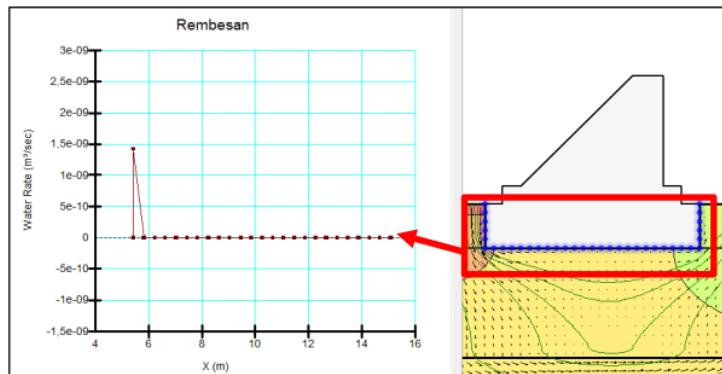 Rembesan
3e-09
2,5e-09
2e-09
1,5e-09
1e-09
5e-10
0
-5e-10
-1e-09
-1,5e-09
Water Rate (m³/sec)
4 6 8 10 12 14 16
X (m)